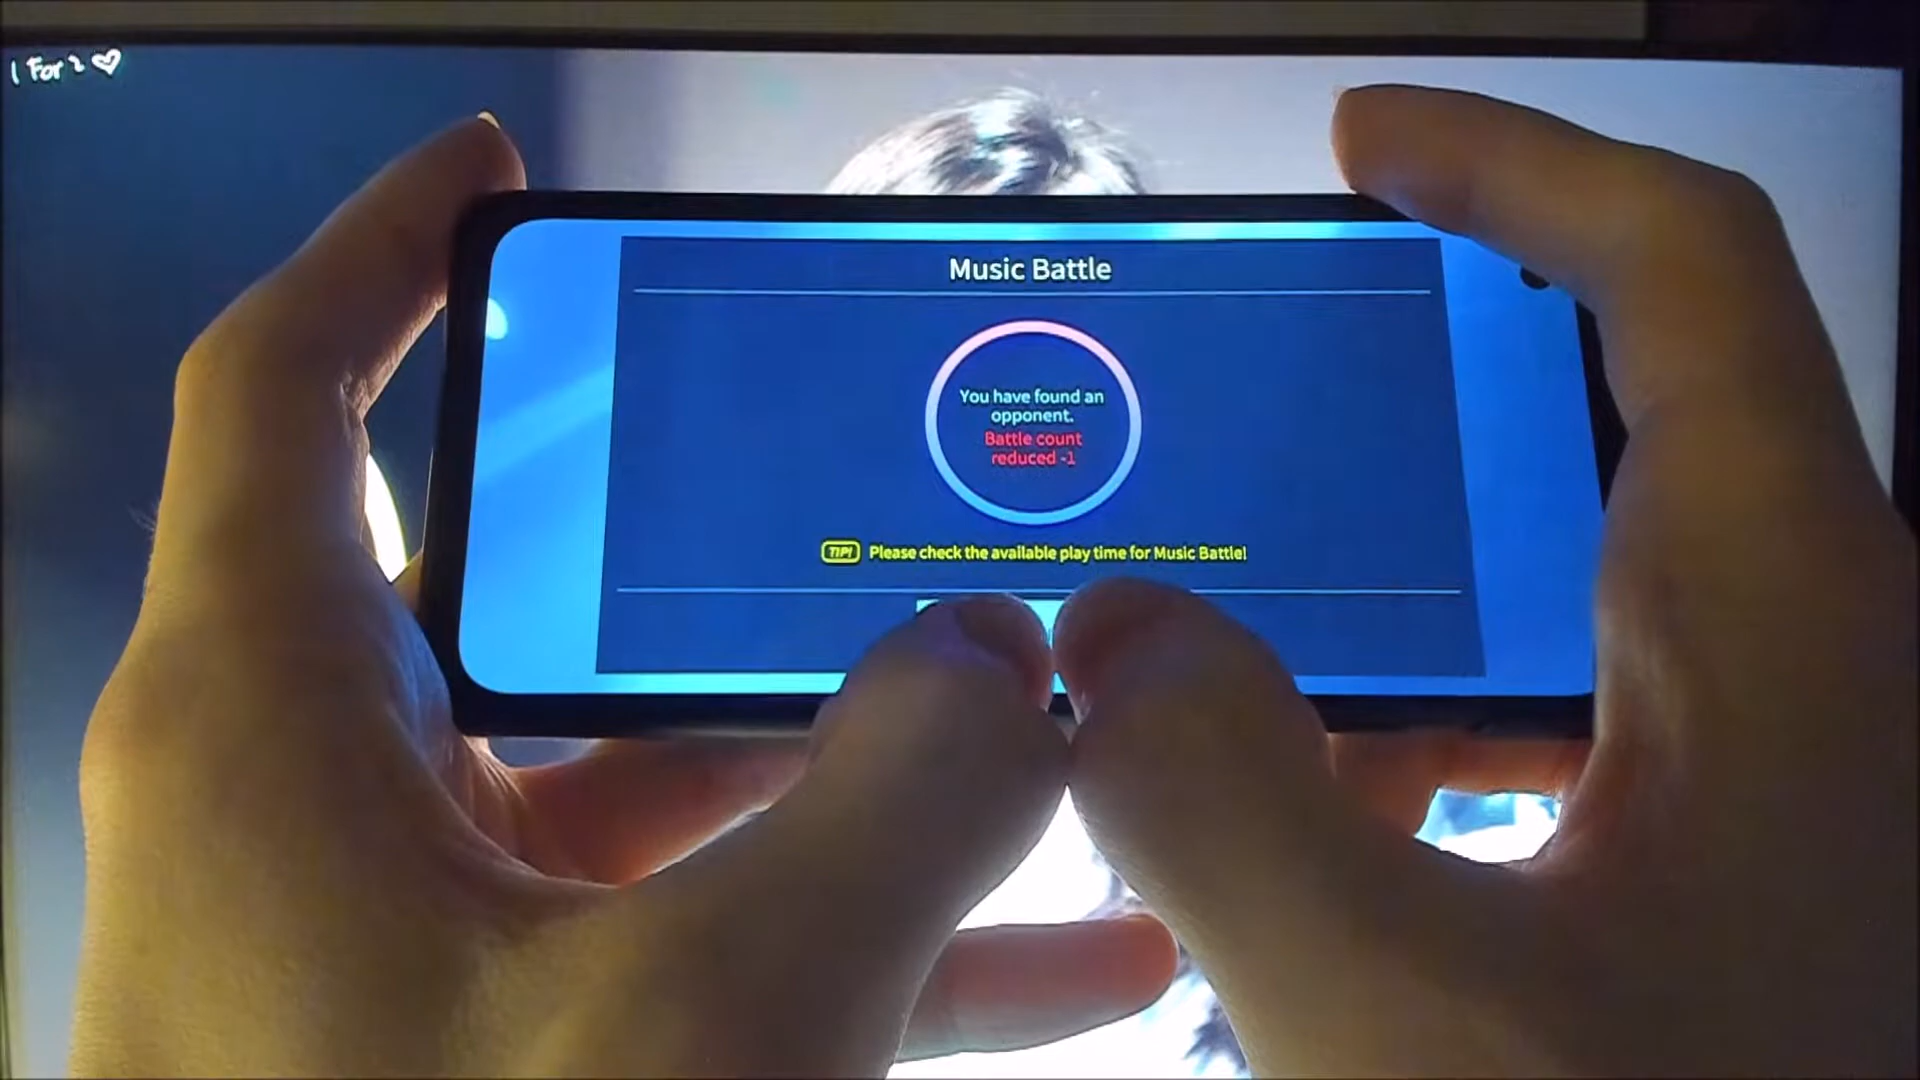 1 For 2 ♡
Music Battle
You have found an
opponent.
Battle count
reduced -1
TIP! Please check the available play time for Music Battle!